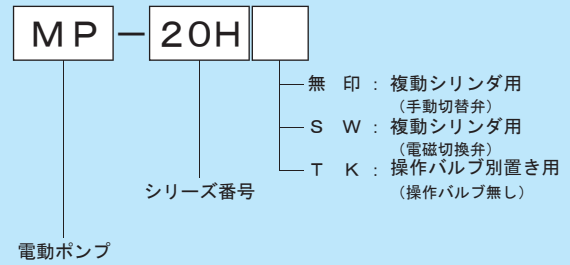 MP－20H
無 印 : 複動シリンダ用
（手動切替弁）
S W : 複動シリンダ用
（電磁切換弁）
T K : 操作バルブ別置き用
（操作バルブ無し）
シリーズ番号
電動ポンプ